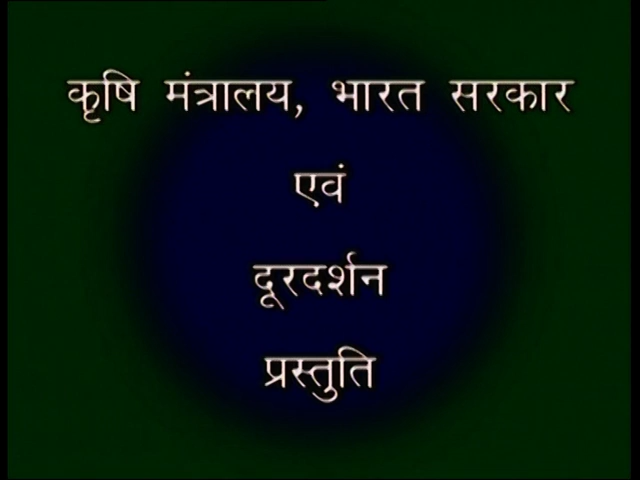 कृषि मंत्रालय, भारत सरकार
एवं
दूरदर्शन
प्रस्तुति